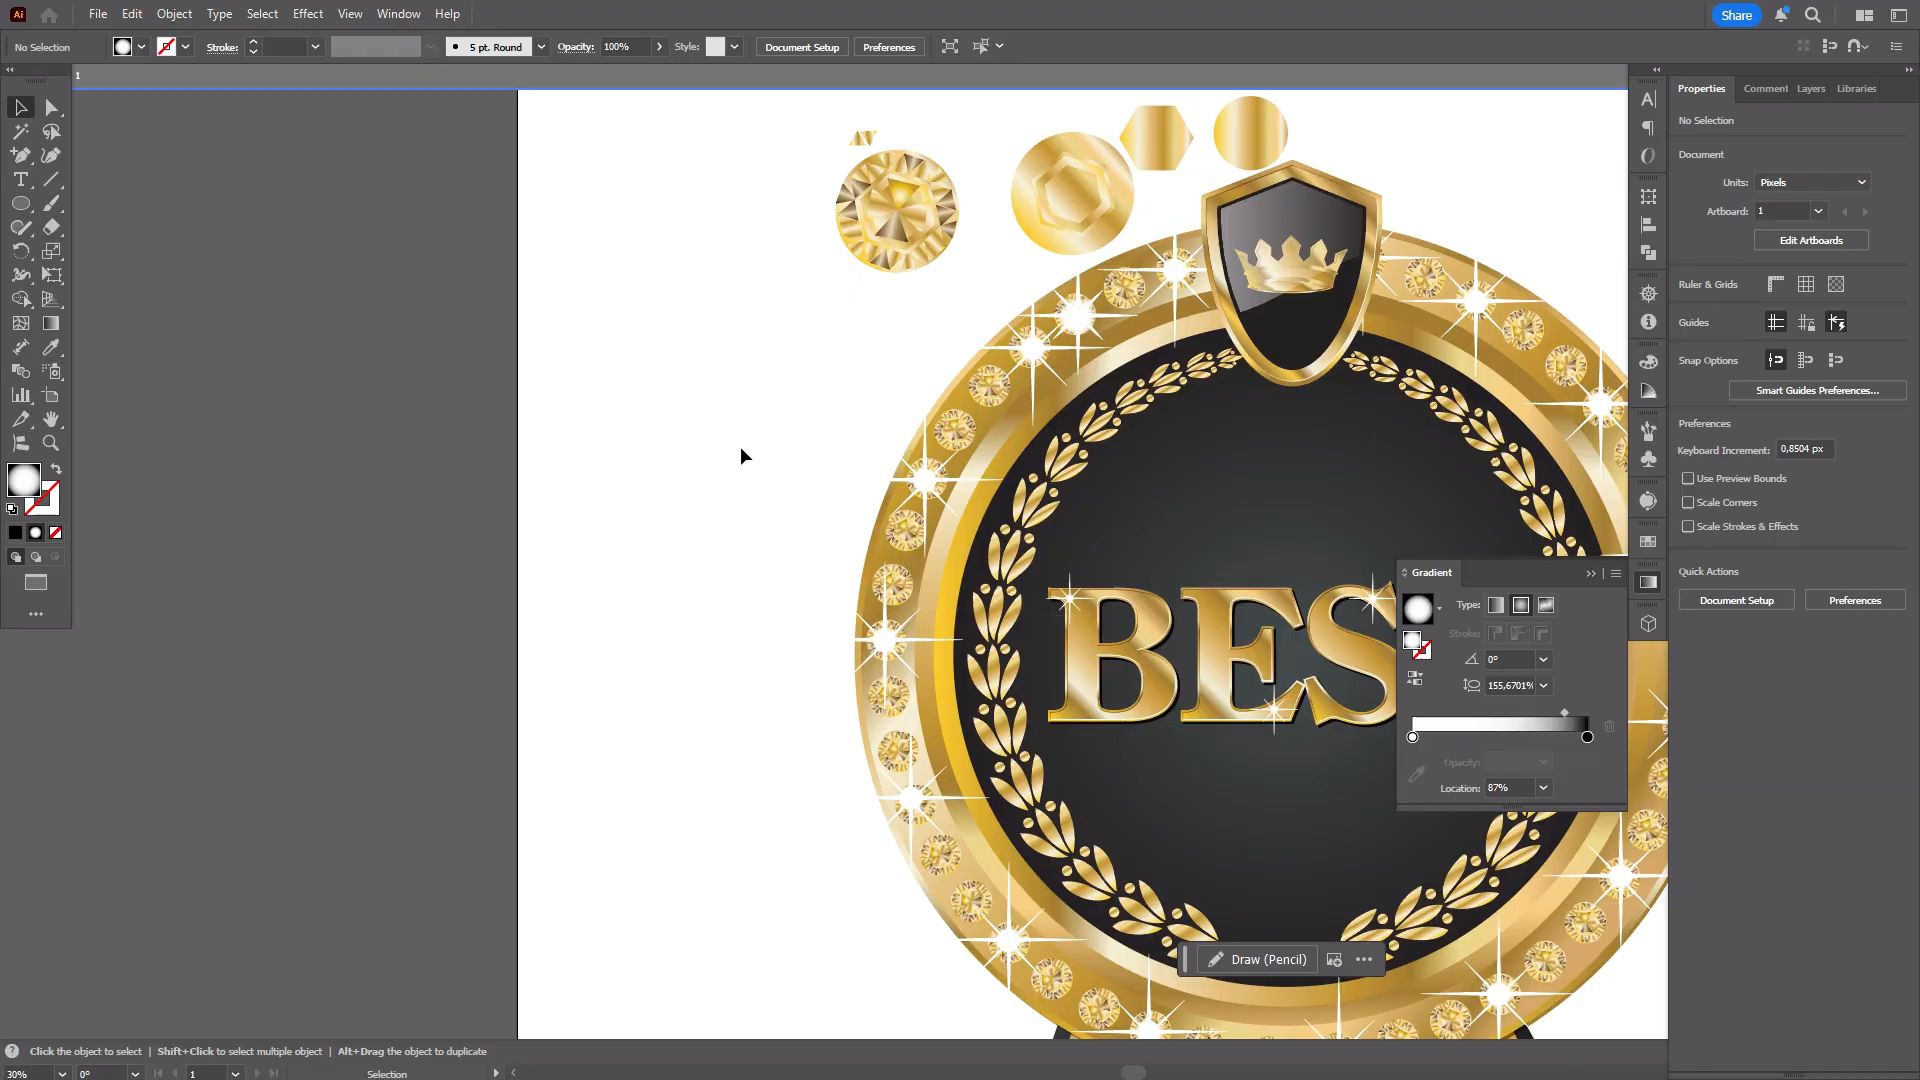 Ai File Edit Object Type Select Effect View Window Help Share
No Selection Stroke: 5 pt. Round Opacity: 100% Style: Document Setup Preferences
1
Properties Comment Layers Libraries
No Selection
Document
Units: Pixels
Artboard: 1
Edit Artboards
Ruler & Grids
Guides
Snap Options
Smart Guides Preferences...
Preferences
Keyboard Increment: 0,8504 px
Use Preview Bounds
Scale Corners
Scale Strokes & Effects
Quick Actions
Document Setup Preferences
BES
Gradient
Type:
Stroke:
0°
155,6701%
Opacity:
Location: 87%
Draw (Pencil)
Click the object to select | Shift+Click to select multiple object | Alt+Drag the object to duplicate
30% 0° 1 Selection